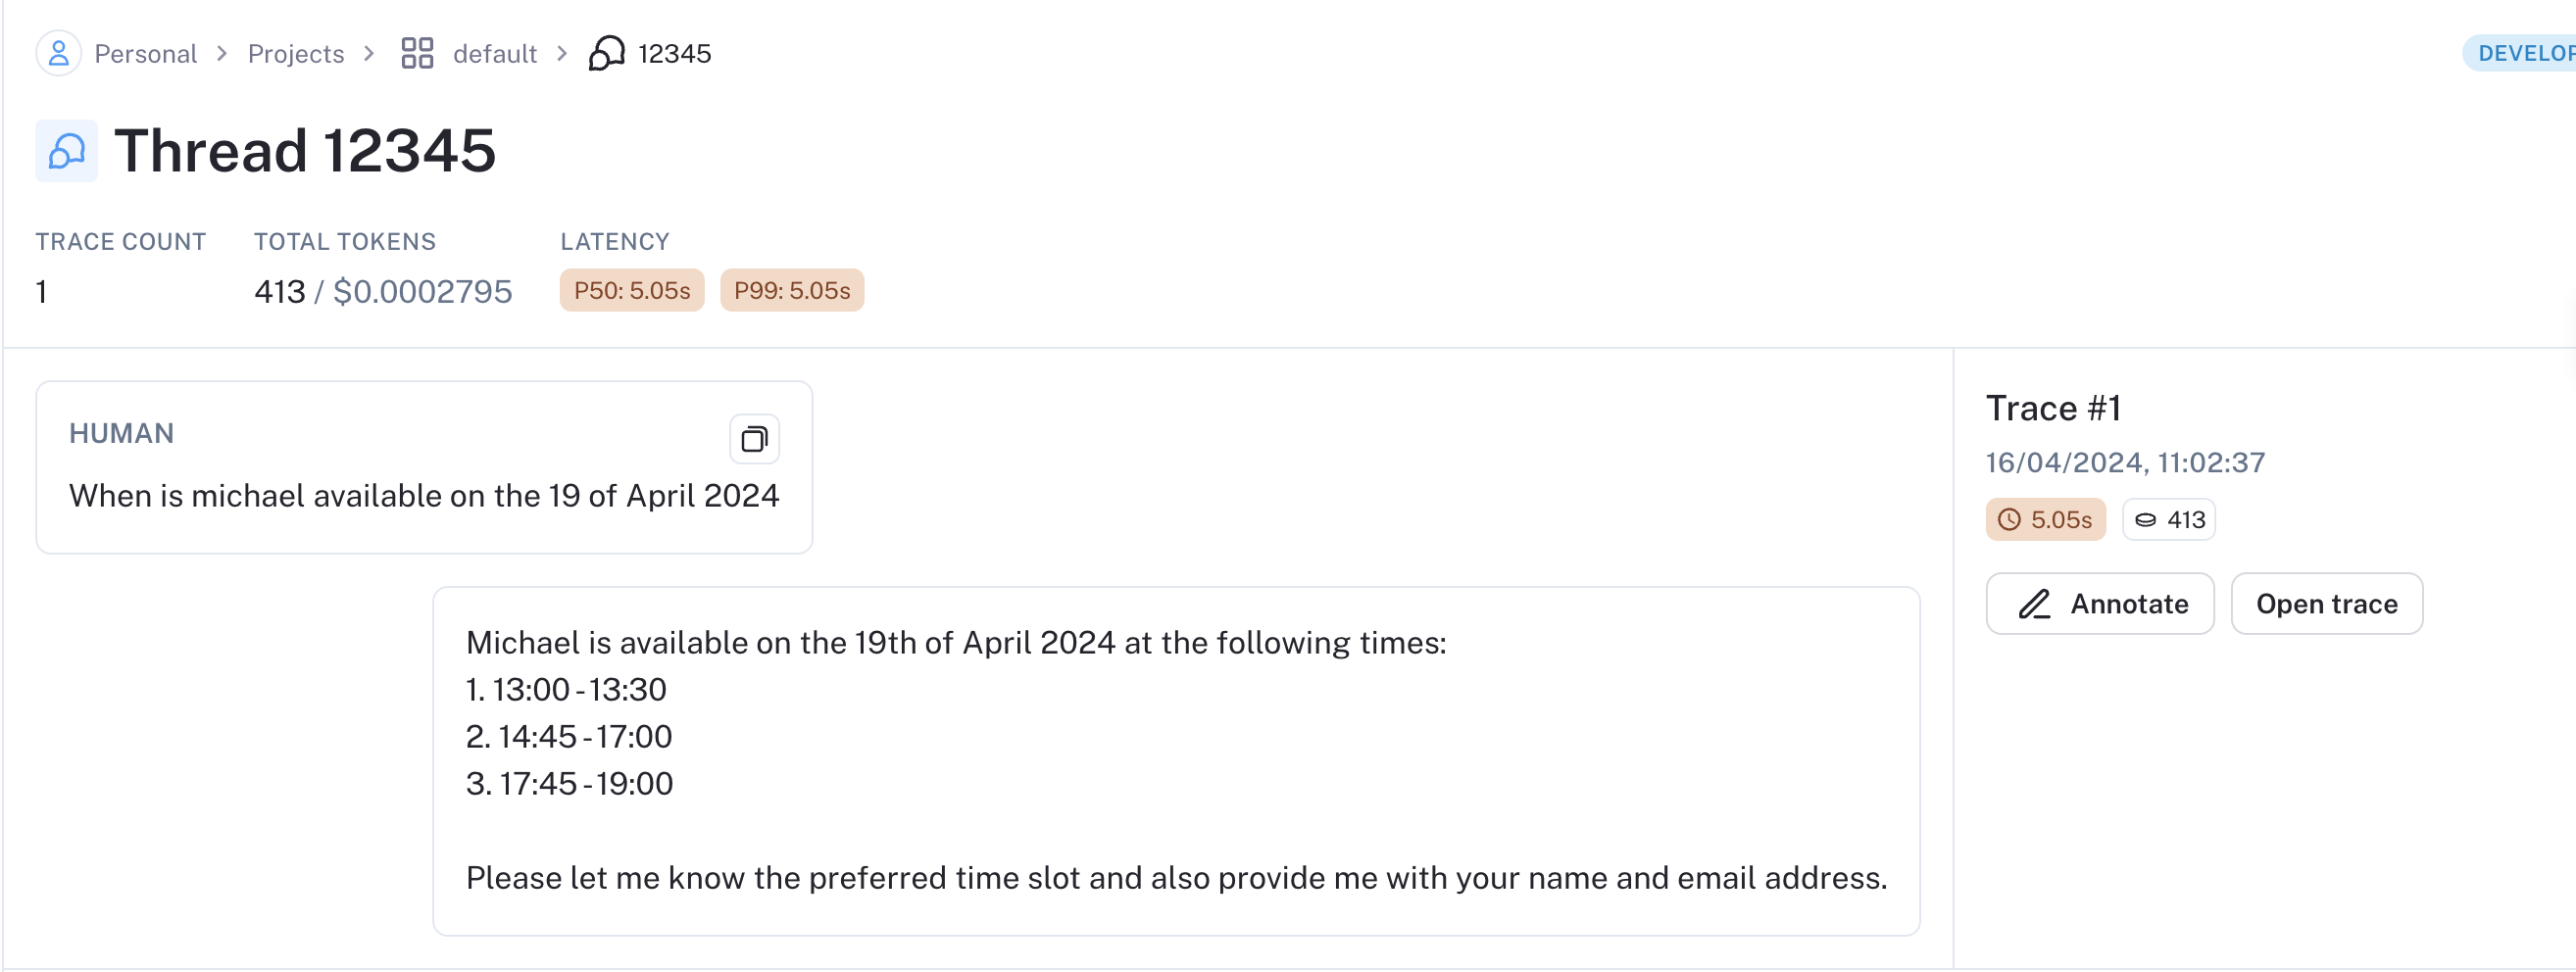 Personal > Projects > default > 12345
DEVELOP
Thread 12345
TRACE COUNT TOTAL TOKENS LATENCY
1 413 / $0.0002795 P50: 5.05s P99: 5.05s
HUMAN
When is michael available on the 19 of April 2024
Michael is available on the 19th of April 2024 at the following times:
1. 13:00 - 13:30
2. 14:45 - 17:00
3. 17:45 - 19:00
Please let me know the preferred time slot and also provide me with your name and email address.
Trace #1
16/04/2024, 11:02:37
5.05s 413
Annotate Open trace